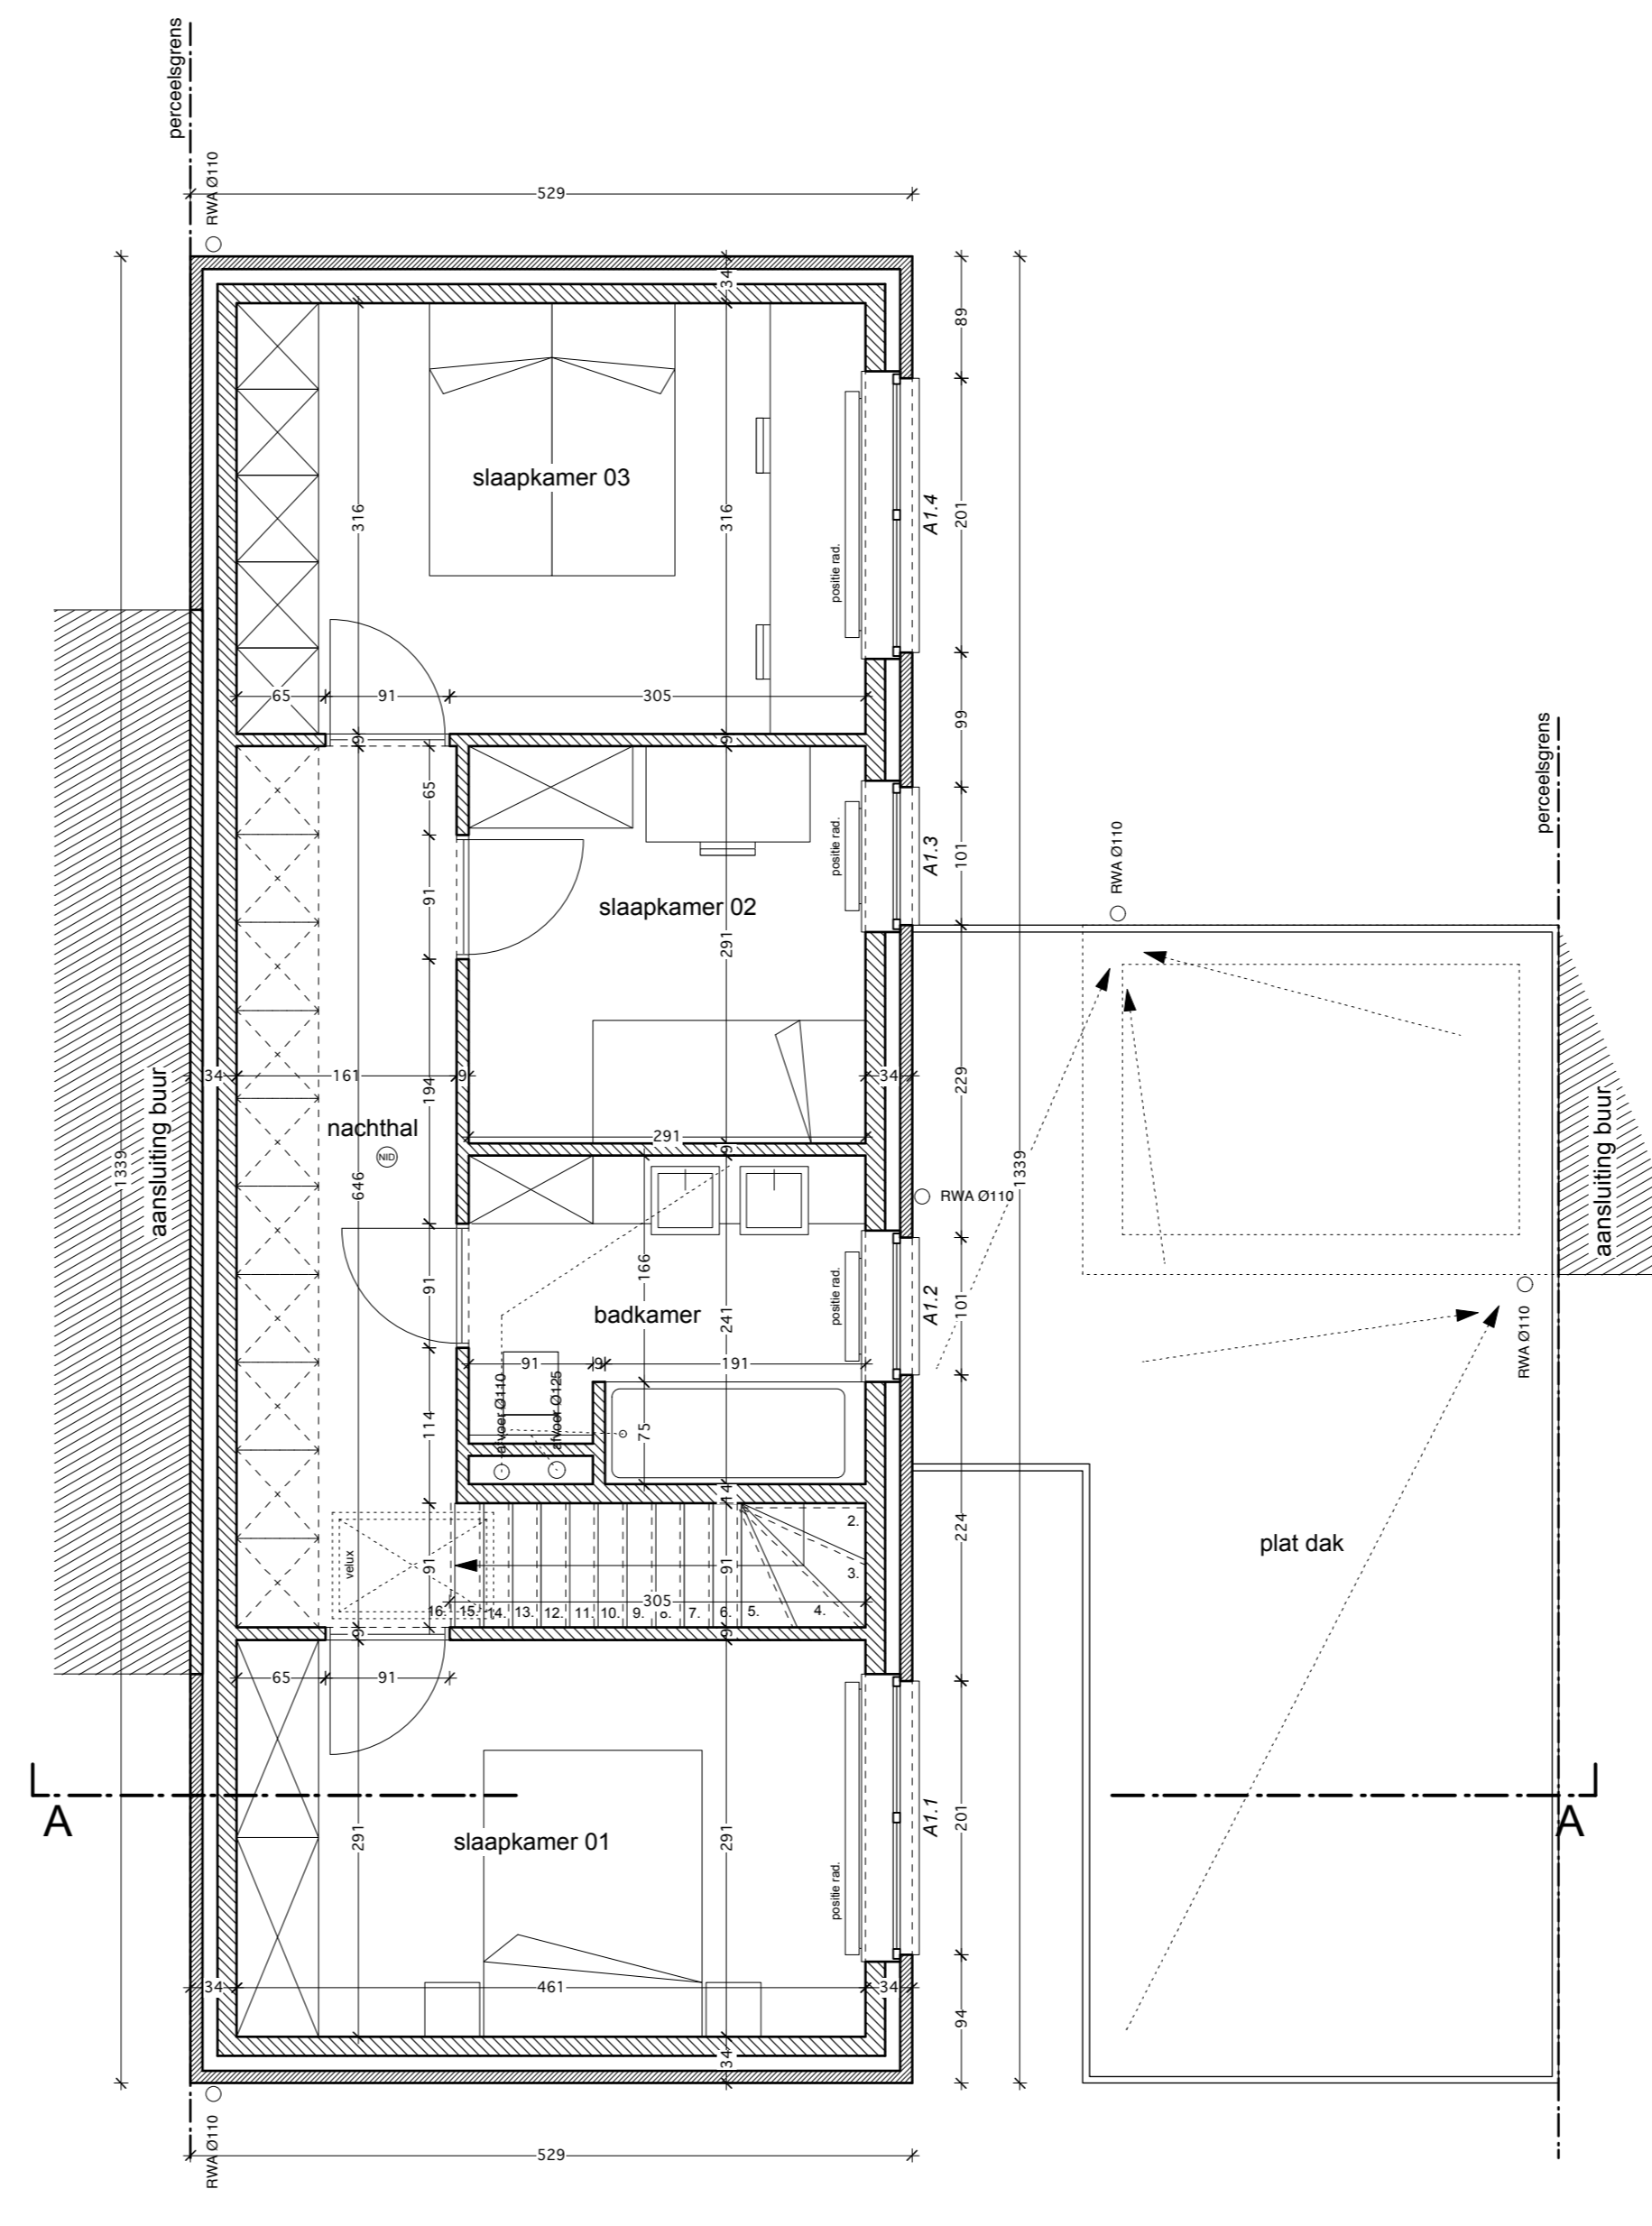 perceelsgrens
RWA Ø110
529
34
89
316
slaapkamer 03
316
A1.4
201
positie rad.
65
91
305
99
9
9
perceelsgrens
65
positie rad.
A1.3
101
RWA Ø110
91
slaapkamer 02
291
34
161
9
194
34
229
nachthal
NID
291
9
aansluiting buur
1339
646
1339
RWA Ø110
aansluiting buur
166
91
badkamer
241
positie rad.
A1.2
101
RWA Ø110
91
9
191
afvoer Ø110
afvoer Ø125
114
75
14
224
plat dak
velux
91
91
2.
3.
305
16.
15.
14.
13.
12.
11.
10.
9.
8.
7.
6.
5.
4.
9
9
65
91
A
A
slaapkamer 01
291
291
positie rad.
A1.1
201
34
461
34
94
34
RWA Ø110
529